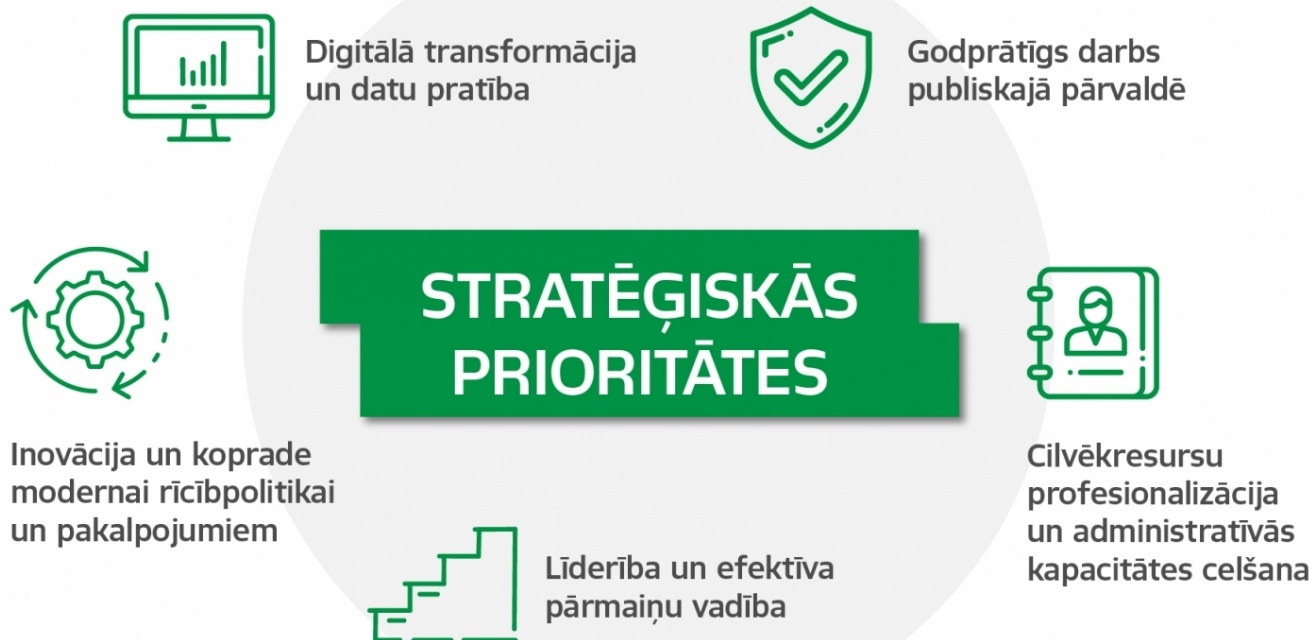 Digitālā transformācija
un datu pratība
Godprātīgs darbs
publiskajā pārvaldē
STRATĒĢISKĀS
PRIORITĀTES
Inovācija un koprade
modernai rīcībpolitikai
un pakalpojumiem
Cilvēkresursu
profesionalizācija
un administratīvās
kapacitātes celšana
Līderība un efektīva
pārmaiņu vadība